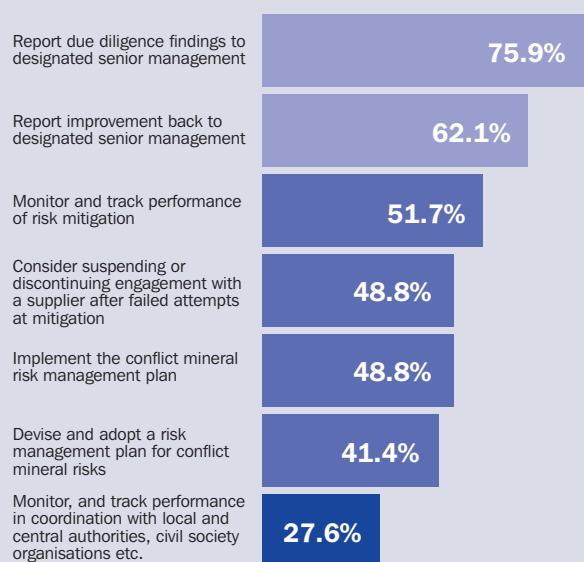 Report due diligence findings to
designated senior management
75.9%
Report improvement back to
designated senior management
62.1%
Monitor and track performance
of risk mitigation
51.7%
Consider suspending or
discontinuing engagement with
a supplier after failed attempts
at mitigation
48.8%
Implement the conflict mineral
risk management plan
48.8%
Devise and adopt a risk
management plan for conflict
mineral risks
41.4%
Monitor, and track performance
in coordination with local and
central authorities, civil society
organisations etc.
27.6%